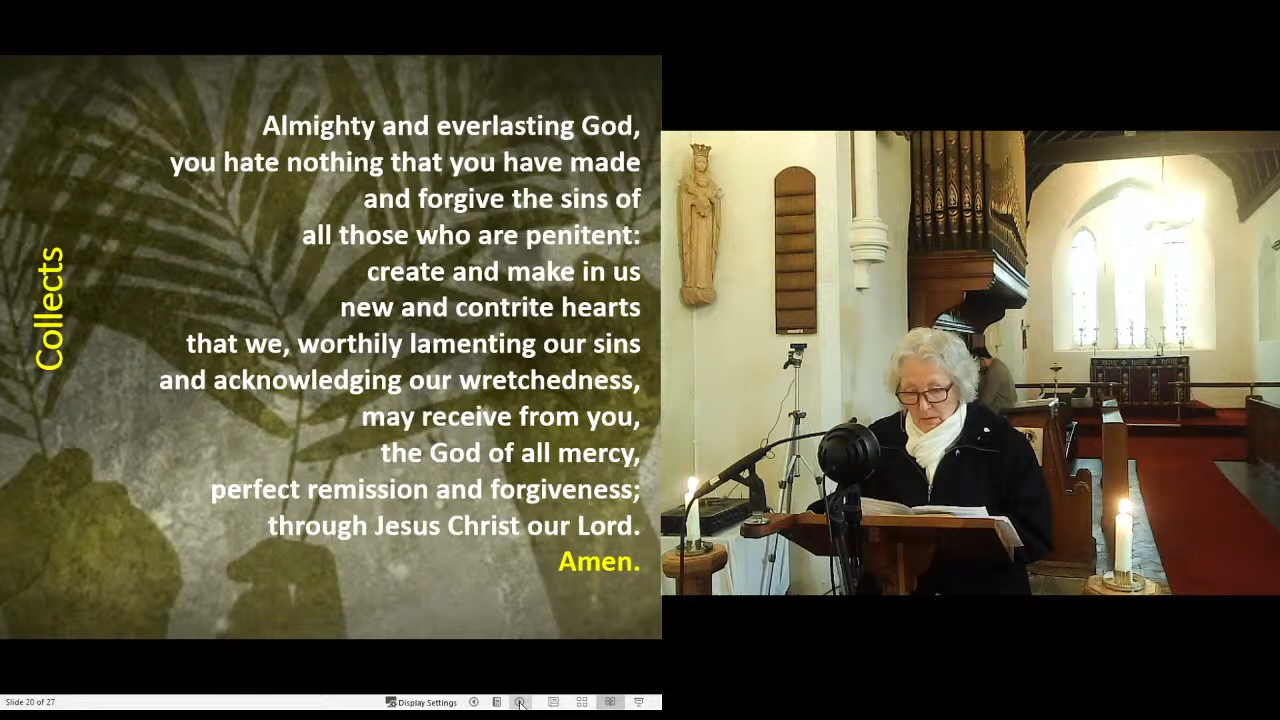 Collects
Almighty and everlasting God,
you hate nothing that you have made
and forgive the sins of
all those who are penitent:
create and make in us
new and contrite hearts
that we, worthily lamenting our sins
and acknowledging our wretchedness,
may receive from you,
the God of all mercy,
perfect remission and forgiveness;
through Jesus Christ our Lord.
Amen.
Slide 20 of 27
Display Settings